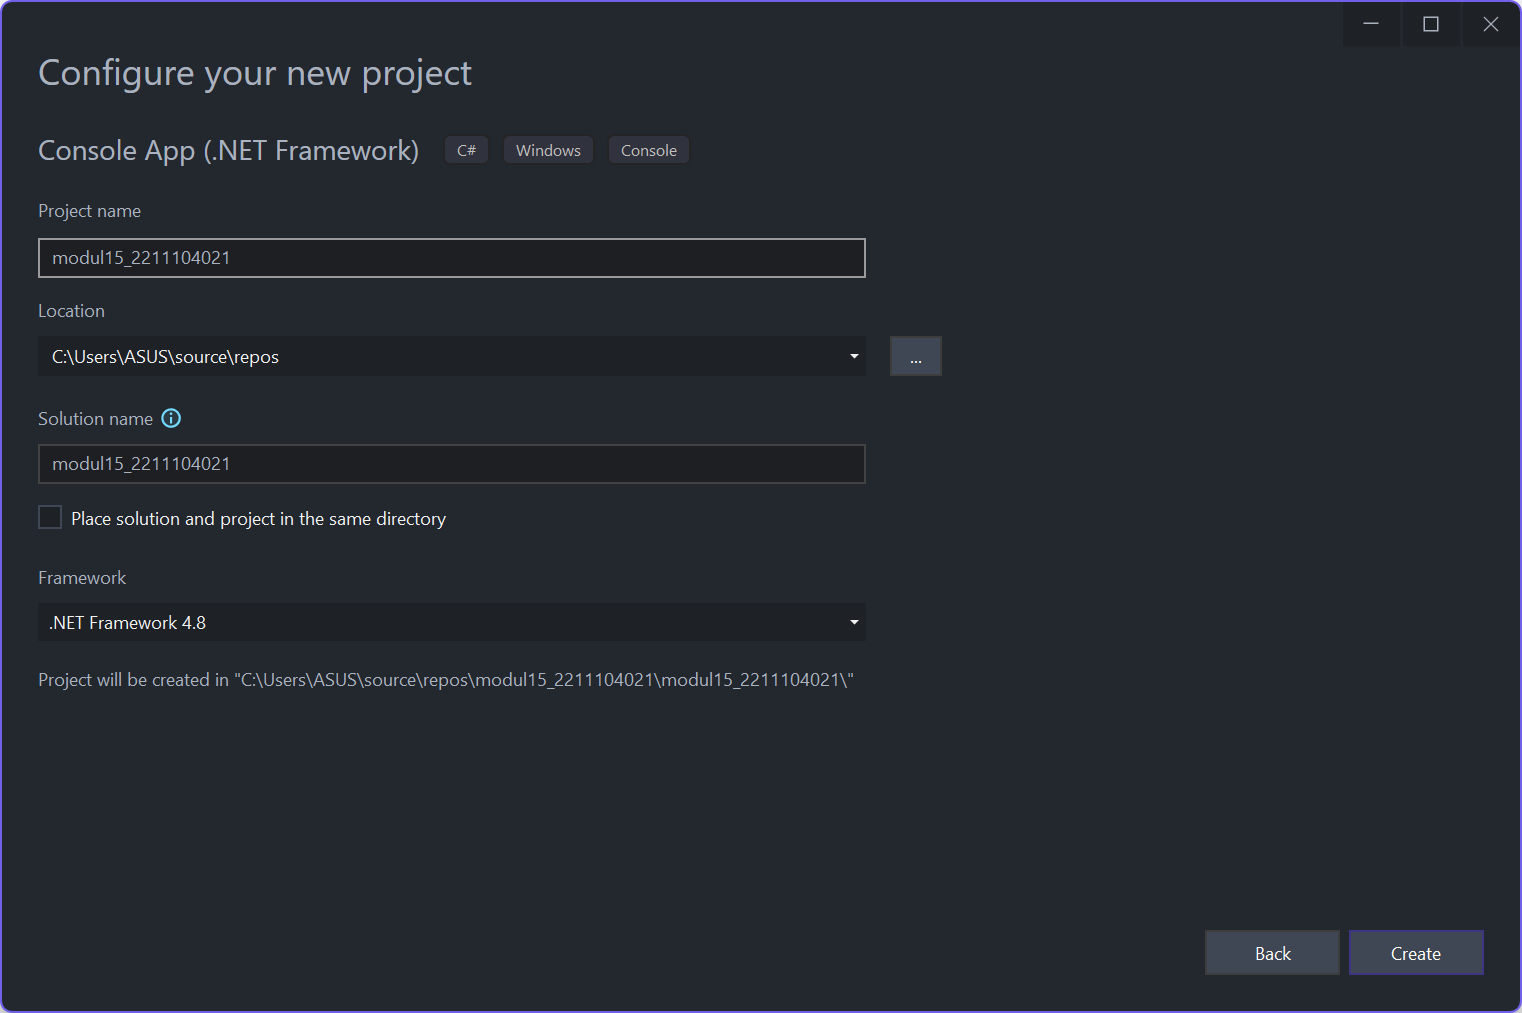 Configure your new project
Console App (.NET Framework) C# Windows Console
Project name
modul15_2211104021
Location
C:\Users\ASUS\source\repos ...
Solution name
modul15_2211104021
Place solution and project in the same directory
Framework
.NET Framework 4.8
Project will be created in "C:\Users\ASUS\source\repos\modul15_2211104021\modul15_2211104021\"
Back Create